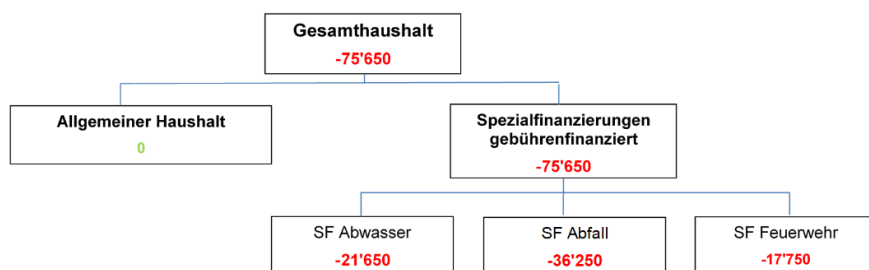 Gesamthaushalt
-75'650
Allgemeiner Haushalt
0
Spezialfinanzierungen
gebührenfinanziert
-75'650
SF Abwasser
-21'650
SF Abfall
-36'250
SF Feuerwehr
-17'750